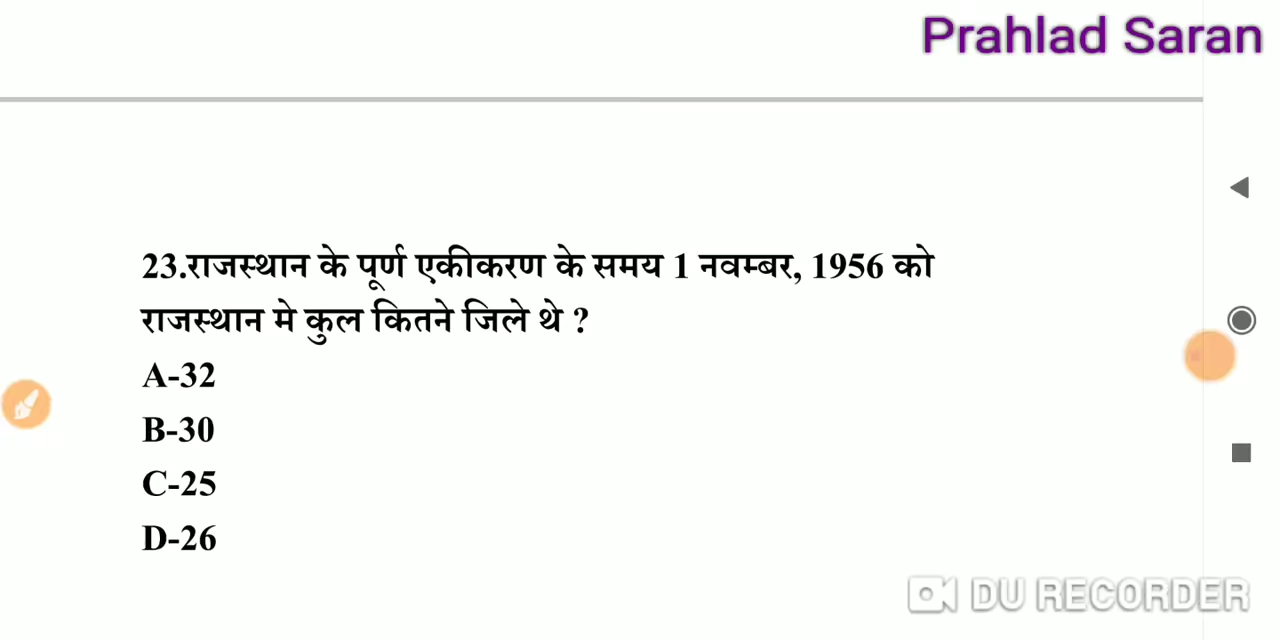 Prahlad Saran
23.राजस्थान के पूर्ण एकीकरण के समय 1 नवम्बर, 1956 को
राजस्थान मे कुल कितने जिले थे ?
A-32
B-30
C-25
D-26
DU RECORDER